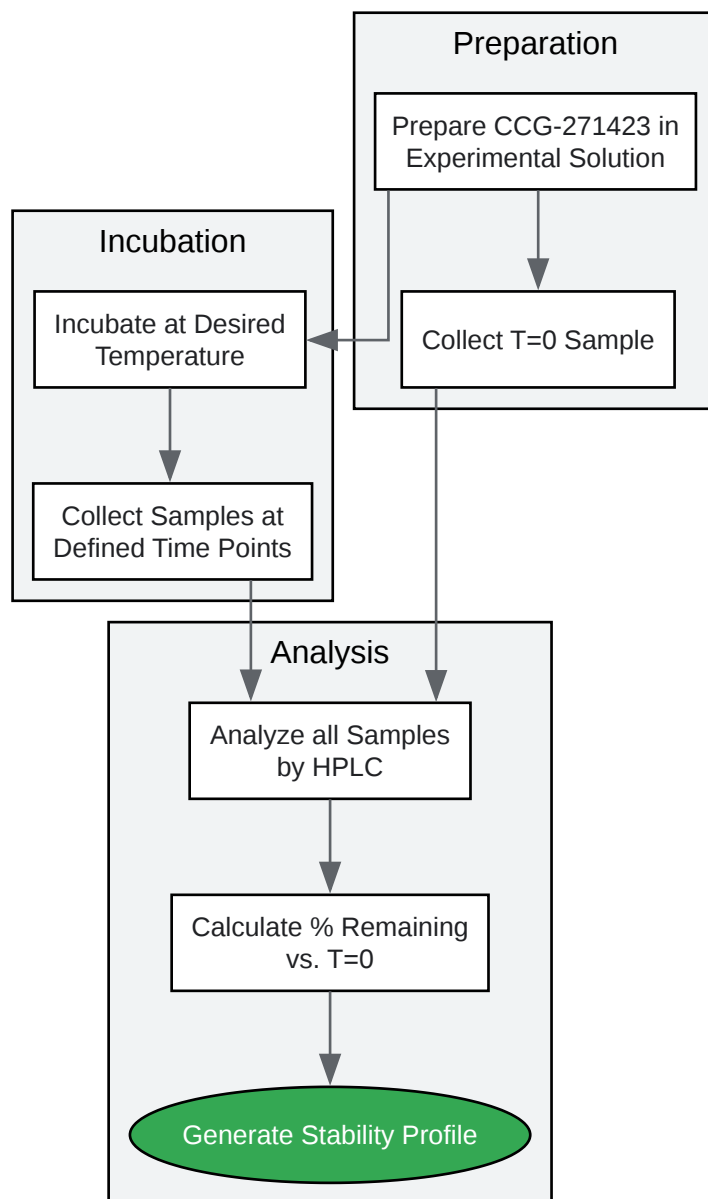 Preparation
Prepare CCG-271423 in
Experimental Solution
Collect T=0 Sample
Incubation
Incubate at Desired
Temperature
Collect Samples at
Defined Time Points
Analysis
Analyze all Samples
by HPLC
Calculate % Remaining
vs. T=0
Generate Stability Profile